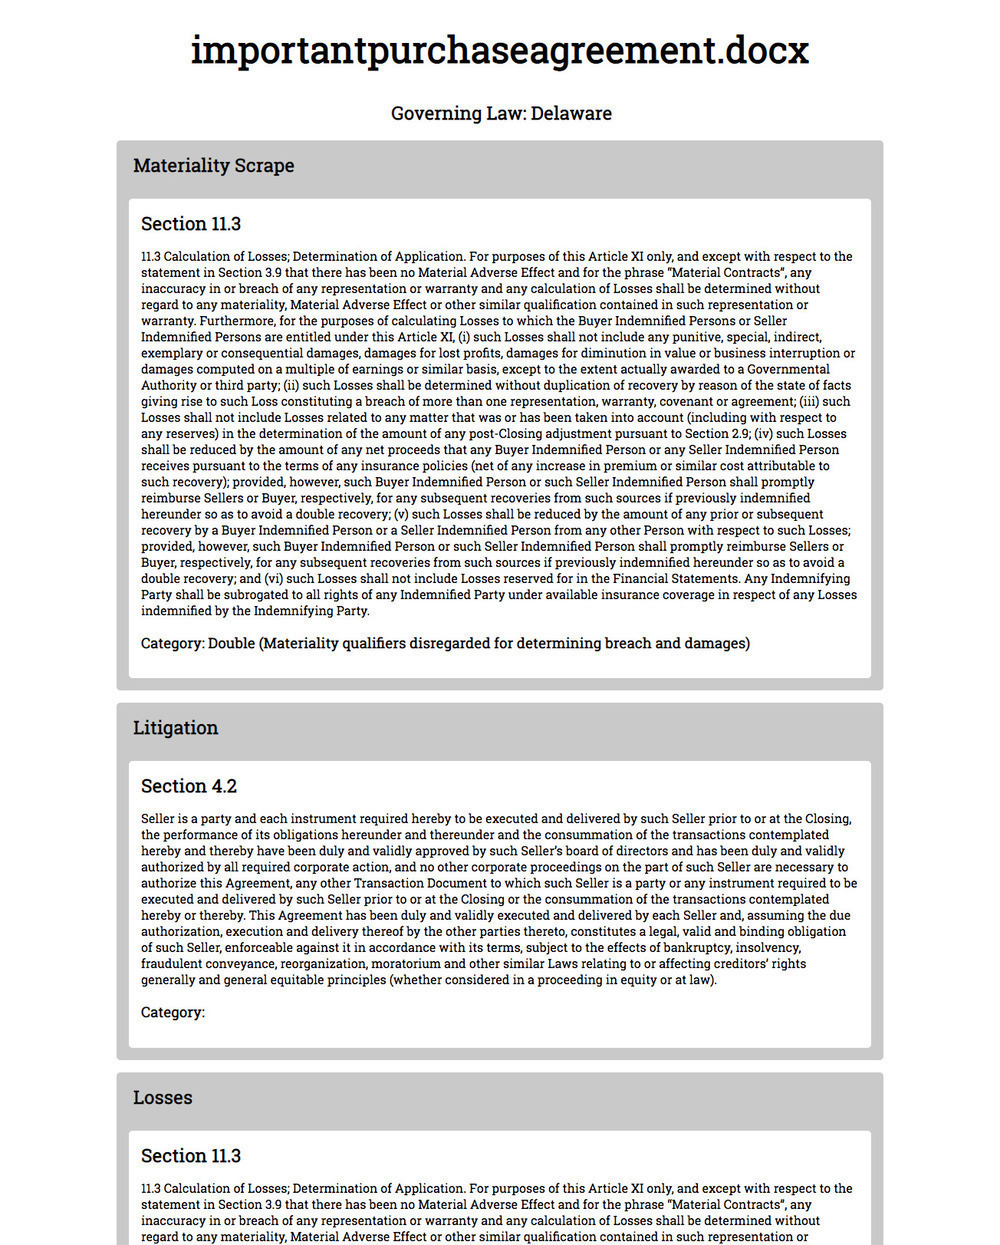 importantpurchaseagreement.docx
Governing Law: Delaware
Materiality Scrape
Section 11.3
11.3 Calculation of Losses; Determination of Application. For purposes of this Article XI only, and except with respect to the
statement in Section 3.9 that there has been no Material Adverse Effect and for the phrase “Material Contracts”, any
inaccuracy in or breach of any representation or warranty and any calculation of Losses shall be determined without
regard to any materiality, Material Adverse Effect or other similar qualification contained in such representation or
warranty. Furthermore, for the purposes of calculating Losses to which the Buyer Indemnified Persons or Seller
Indemnified Persons are entitled under this Article XI, (i) such Losses shall not include any punitive, special, indirect,
exemplary or consequential damages, damages for lost profits, damages for diminution in value or business interruption or
damages computed on a multiple of earnings or similar basis, except to the extent actually awarded to a Governmental
Authority or third party; (ii) such Losses shall be determined without duplication of recovery by reason of the state of facts
giving rise to such Loss constituting a breach of more than one representation, warranty, covenant or agreement; (iii) such
Losses shall not include Losses related to any matter that was or has been taken into account (including with respect to
any reserves) in the determination of the amount of any post-Closing adjustment pursuant to Section 2.9; (iv) such Losses
shall be reduced by the amount of any net proceeds that any Buyer Indemnified Person or any Seller Indemnified Person
receives pursuant to the terms of any insurance policies (net of any increase in premium or similar cost attributable to
such recovery); provided, however, such Buyer Indemnified Person or such Seller Indemnified Person shall promptly
reimburse Sellers or Buyer, respectively, for any subsequent recoveries from such sources if previously indemnified
hereunder so as to avoid a double recovery; (v) such Losses shall be reduced by the amount of any prior or subsequent
recovery by a Buyer Indemnified Person or a Seller Indemnified Person from any other Person with respect to such Losses;
provided, however, such Buyer Indemnified Person or such Seller Indemnified Person shall promptly reimburse Sellers or
Buyer, respectively, for any subsequent recoveries from such sources if previously indemnified hereunder so as to avoid a
double recovery; and (vi) such Losses shall not include Losses reserved for in the Financial Statements. Any Indemnifying
Party shall be subrogated to all rights of any Indemnified Party under available insurance coverage in respect of any Losses
indemnified by the Indemnifying Party.
Category: Double (Materiality qualifiers disregarded for determining breach and damages)
Litigation
Section 4.2
Seller is a party and each instrument required hereby to be executed and delivered by such Seller prior to or at the Closing,
the performance of its obligations hereunder and thereunder and the consummation of the transactions contemplated
hereby and thereby have been duly and validly approved by such Seller’s board of directors and has been duly and validly
authorized by all required corporate action, and no other corporate proceedings on the part of such Seller are necessary to
authorize this Agreement, any other Transaction Document to which such Seller is a party or any instrument required to be
executed and delivered by such Seller prior to or at the Closing or the consummation of the transactions contemplated
hereby or thereby. This Agreement has been duly and validly executed and delivered by each Seller and, assuming the due
authorization, execution and delivery thereof by the other parties thereto, constitutes a legal, valid and binding obligation
of such Seller, enforceable against it in accordance with its terms, subject to the effects of bankruptcy, insolvency,
fraudulent conveyance, reorganization, moratorium and other similar Laws relating to or affecting creditors’ rights
generally and general equitable principles (whether considered in a proceeding in equity or at law).
Category:
Losses
Section 11.3
11.3 Calculation of Losses; Determination of Application. For purposes of this Article XI only, and except with respect to the
statement in Section 3.9 that there has been no Material Adverse Effect and for the phrase “Material Contracts”, any
inaccuracy in or breach of any representation or warranty and any calculation of Losses shall be determined without
regard to any materiality, Material Adverse Effect or other similar qualification contained in such representation or